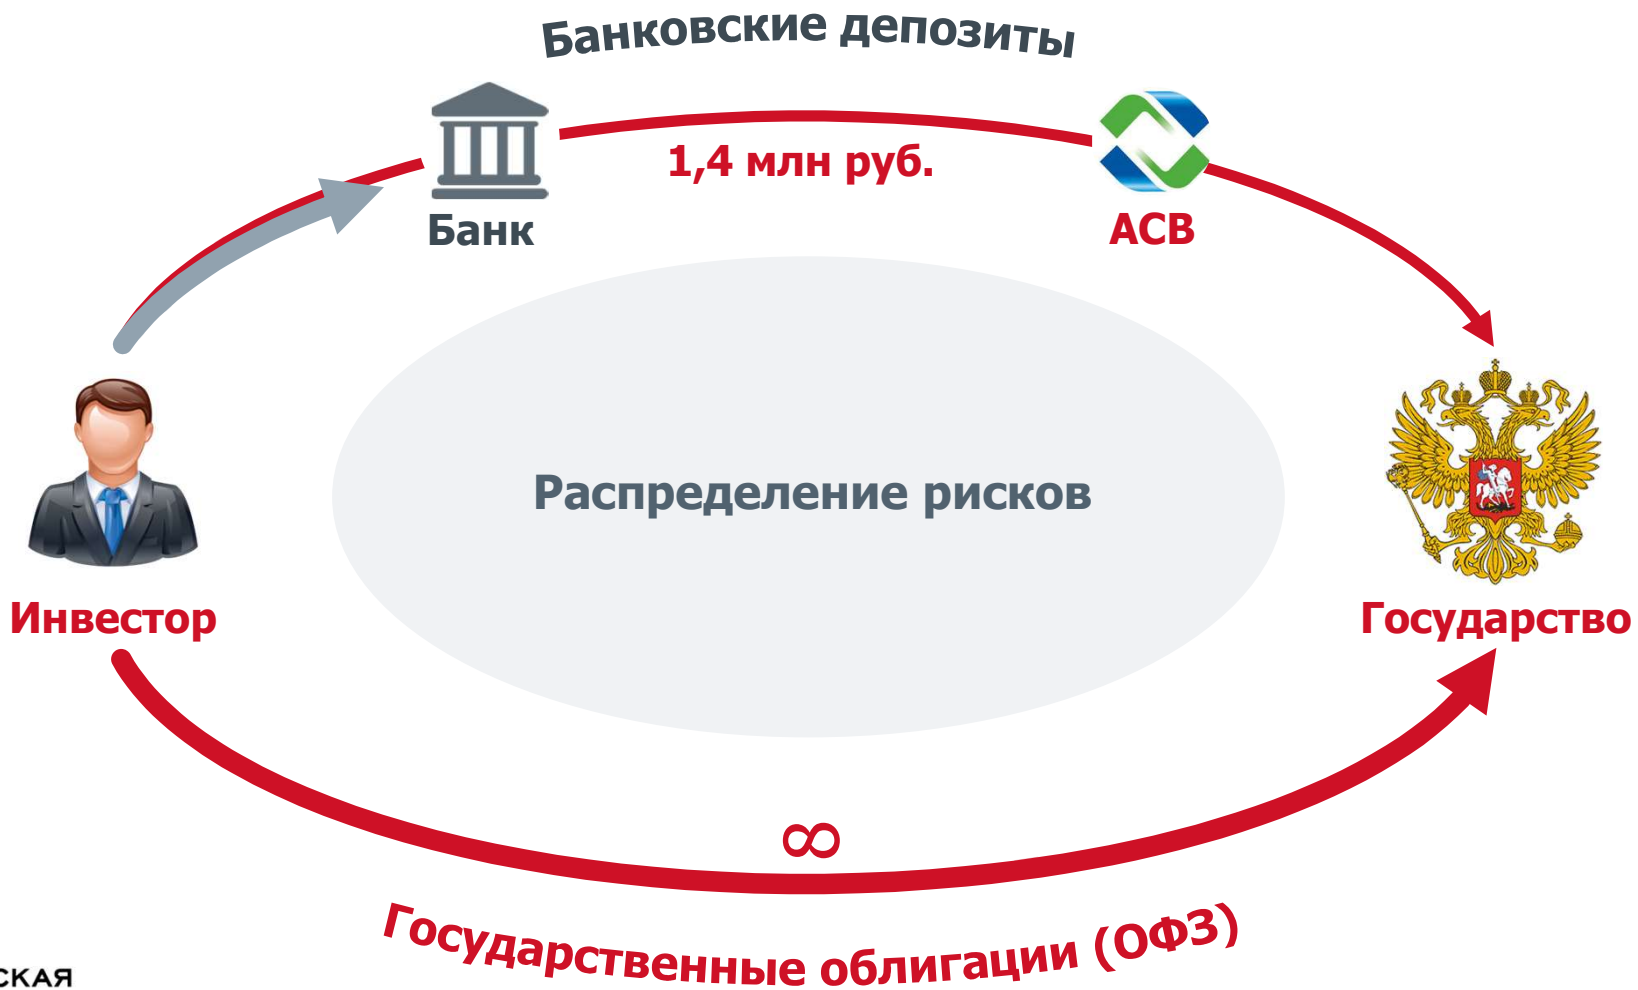 Банковские депозиты
1,4 млн руб.
Банк
АСВ
Распределение рисков
Инвестор
Государство
∞
Государственные облигации (ОФЗ)
СКАЯ